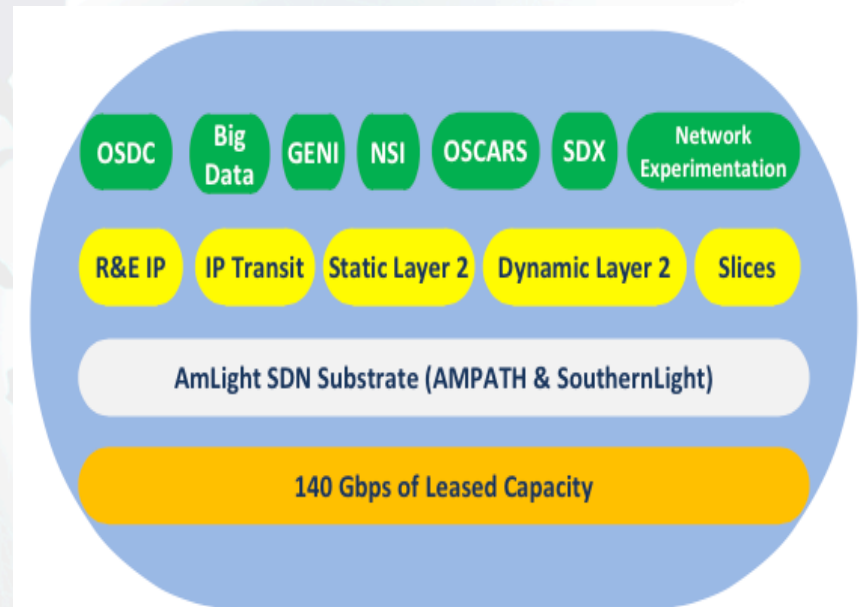 OSDC
Big
Data
GENI
NSI
OSCARS
SDX
Network
Experimentation
R&E IP
IP Transit
Static Layer 2
Dynamic Layer 2
Slices
AmLight SDN Substrate (AMPATH & SouthernLight)
140 Gbps of Leased Capacity